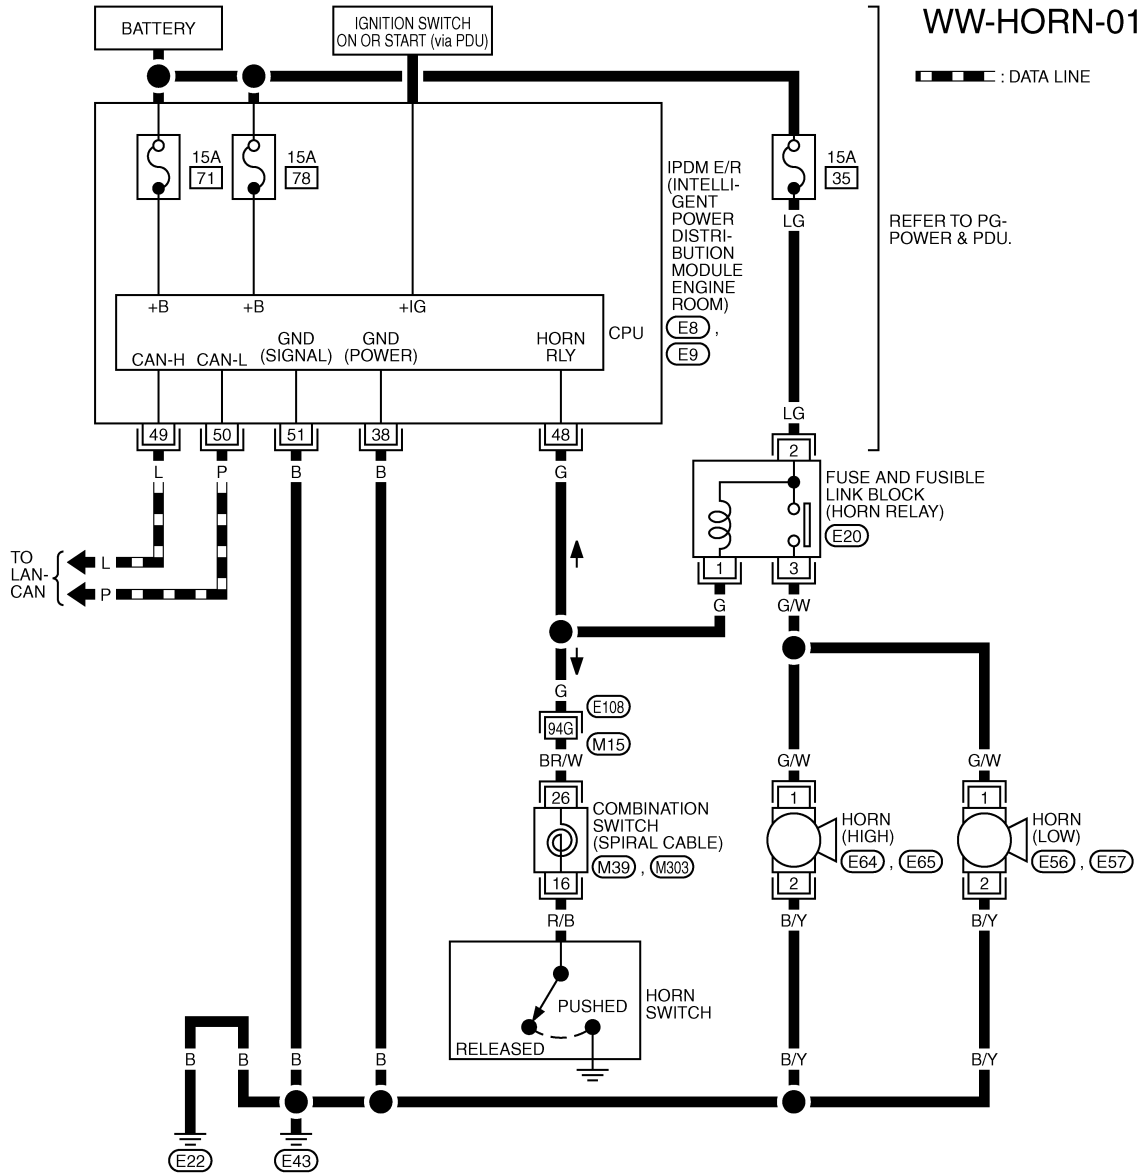 WW-HORN-01
BATTERY
IGNITION SWITCH
ON OR START (via PDU)
: DATA LINE
15A
71
15A
78
15A
35
IPDM E/R
(INTELLI-
GENT
POWER
DISTRI-
BUTION
MODULE
ENGINE
ROOM)
E8 ,
E9
LG
REFER TO PG-
POWER & PDU.
+B
+B
+IG
CPU
CAN-H
CAN-L
GND
(SIGNAL)
GND
(POWER)
HORN
RLY
LG
49
50
51
38
48
2
L
P
B
B
G
FUSE AND FUSIBLE
LINK BLOCK
(HORN RELAY)
E20
TO
LAN-
CAN
L
P
1
3
G
G/W
G
E108
94G
M15
BR/W
G/W
G/W
26
COMBINATION
SWITCH
(SPIRAL CABLE)
M39 , M303
16
1
HORN
(HIGH)
E64 , E65
2
1
HORN
(LOW)
E56 , E57
2
R/B
B/Y
B/Y
PUSHED
RELEASED
HORN
SWITCH
B
B
B
B
B/Y
B/Y
E22
E43